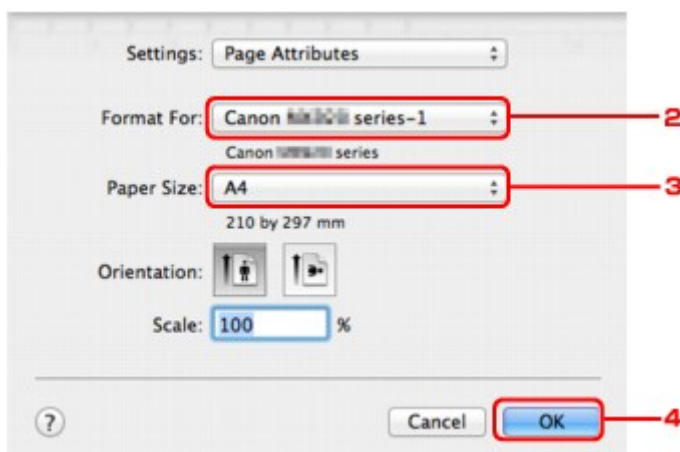 Settings: Page Attributes
Format For: Canon series-1 2
Canon series
Paper Size: A4 3
210 by 297 mm
Orientation:
Scale: 100 %
? Cancel OK 4